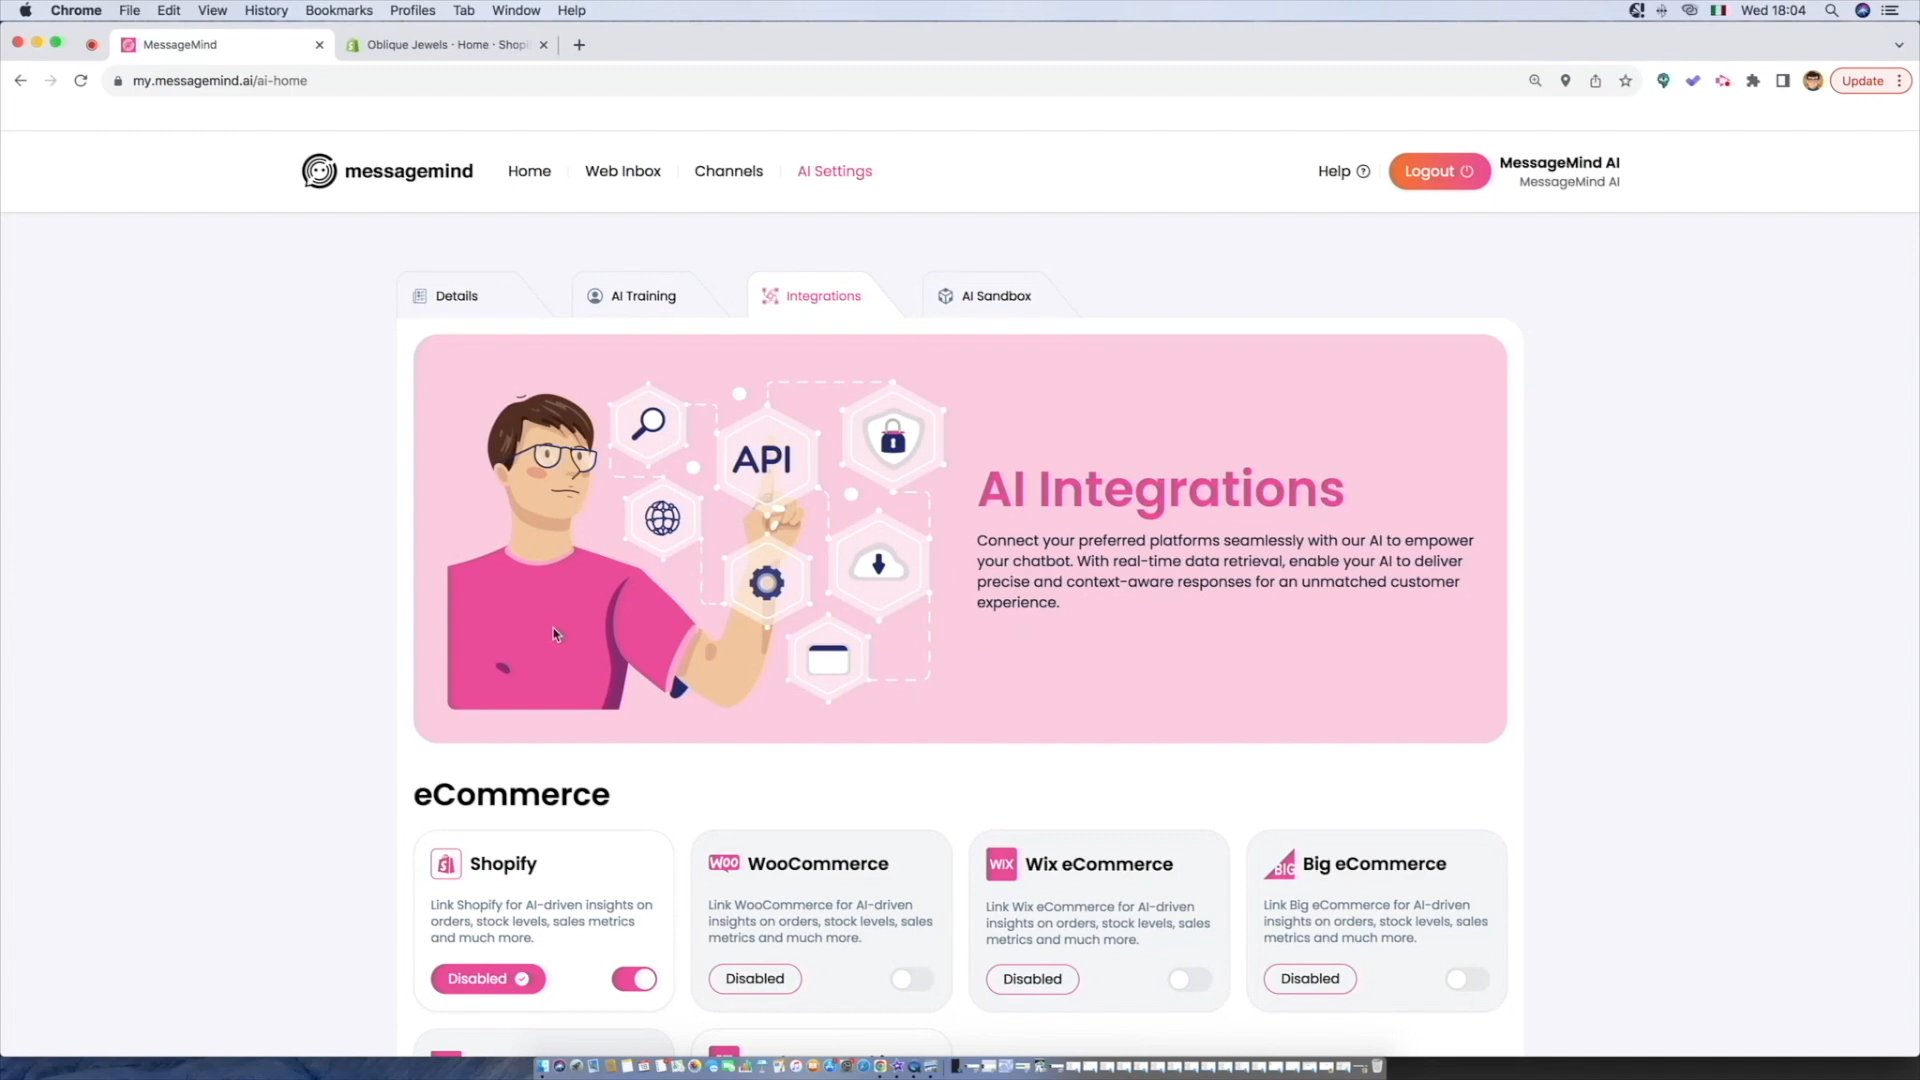 Chrome File Edit View History Bookmarks Profiles Tab Window Help Wed 18:04
MessageMind
Oblique Jewels · Home · Shopi
my.messagemind.ai/ai-home
Update
messagemind
Home
Web Inbox
Channels
AI Settings
Help
Logout
MessageMind AI
MessageMind AI
Details
AI Training
Integrations
AI Sandbox
API
AI Integrations
Connect your preferred platforms seamlessly with our AI to empower
your chatbot. With real-time data retrieval, enable your AI to deliver
precise and context-aware responses for an unmatched customer
experience.
eCommerce
Shopify
Link Shopify for AI-driven insights on
orders, stock levels, sales metrics
and much more.
Disabled
WOO
WooCommerce
Link WooCommerce for AI-driven
insights on orders, stock levels, sales
metrics and much more.
Disabled
WIX
Wix eCommerce
Link Wix eCommerce for AI-driven
insights on orders, stock levels, sales
metrics and much more.
Disabled
BIG
Big eCommerce
Link Big eCommerce for AI-driven
insights on orders, stock levels, sales
metrics and much more.
Disabled